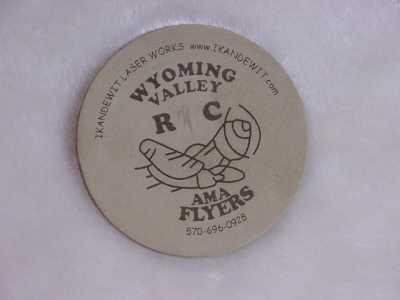 IKANDEWIT LASER WORKS www.IKANDEWIT.com
WYOMING
VALLEY
R C
AMA
FLYERS
570-696-0928